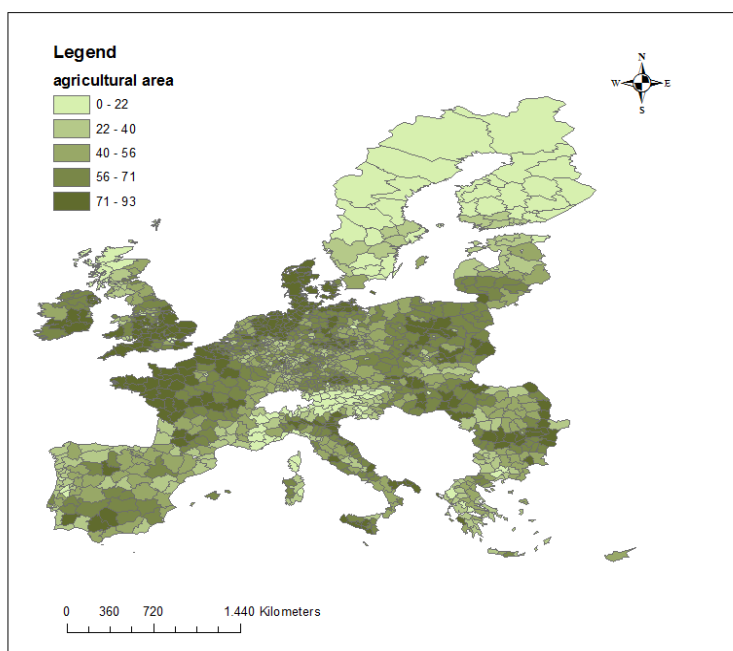 Legend
agricultural area
0 - 22
22 - 40
40 - 56
56 - 71
71 - 93
N
W E
S
0 360 720 1.440 Kilometers